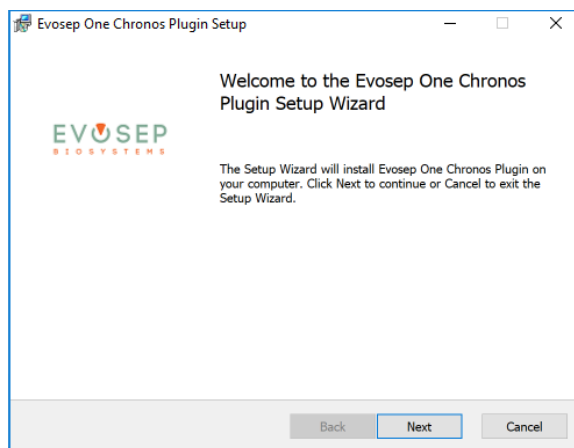 Evosep One Chronos Plugin Setup
Welcome to the Evosep One Chronos
Plugin Setup Wizard
EVOSEP
BIOSYSTEMS
The Setup Wizard will install Evosep One Chronos Plugin on
your computer. Click Next to continue or Cancel to exit the
Setup Wizard.
Back Next Cancel